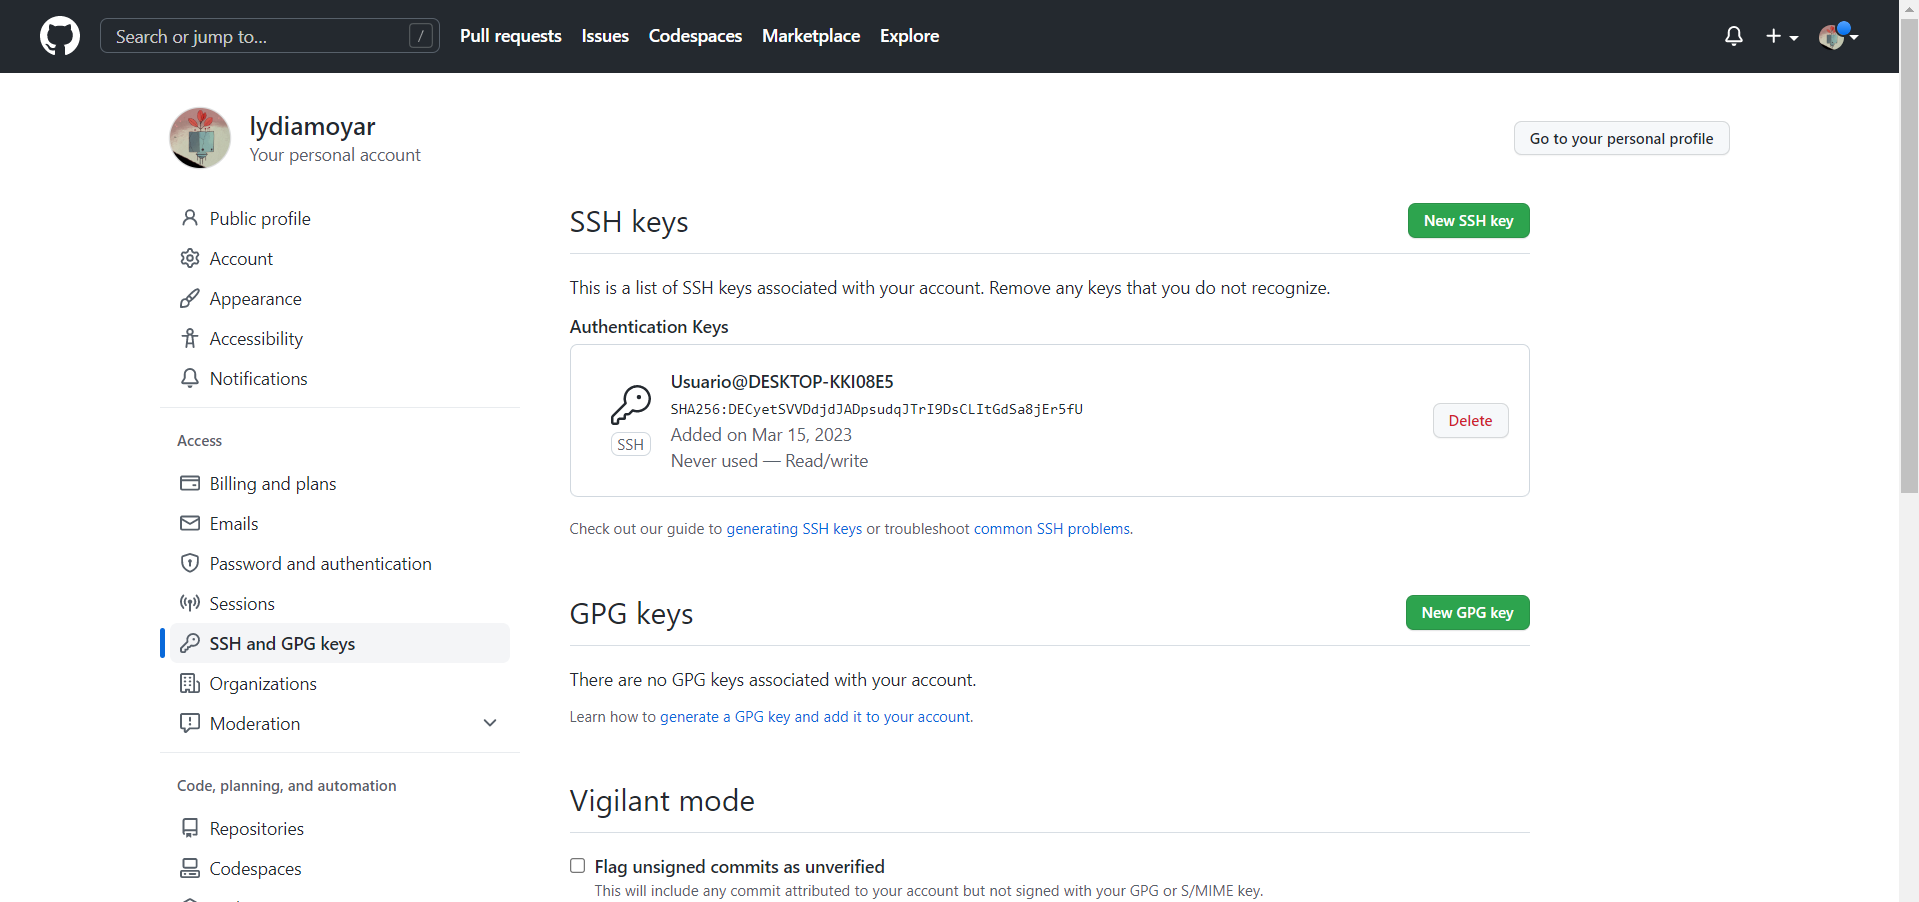 Search or jump to...
/
Pull requests
Issues
Codespaces
Marketplace
Explore
lydiamoyar
Your personal account
Go to your personal profile
Public profile
Account
Appearance
Accessibility
Notifications
Access
Billing and plans
Emails
Password and authentication
Sessions
SSH and GPG keys
Organizations
Moderation
Code, planning, and automation
Repositories
Codespaces
SSH keys
New SSH key
This is a list of SSH keys associated with your account. Remove any keys that you do not recognize.
Authentication Keys
Usuario@DESKTOP-KKI08E5
SHA256:DECyetSVVDdjdJADpsudqJTrI9DsCLItGdSa8jEr5fU
Added on Mar 15, 2023
Never used — Read/write
SSH
Delete
Check out our guide to generating SSH keys or troubleshoot common SSH problems.
GPG keys
New GPG key
There are no GPG keys associated with your account.
Learn how to generate a GPG key and add it to your account.
Vigilant mode
Flag unsigned commits as unverified
This will include any commit attributed to your account but not signed with your GPG or S/MIME key.